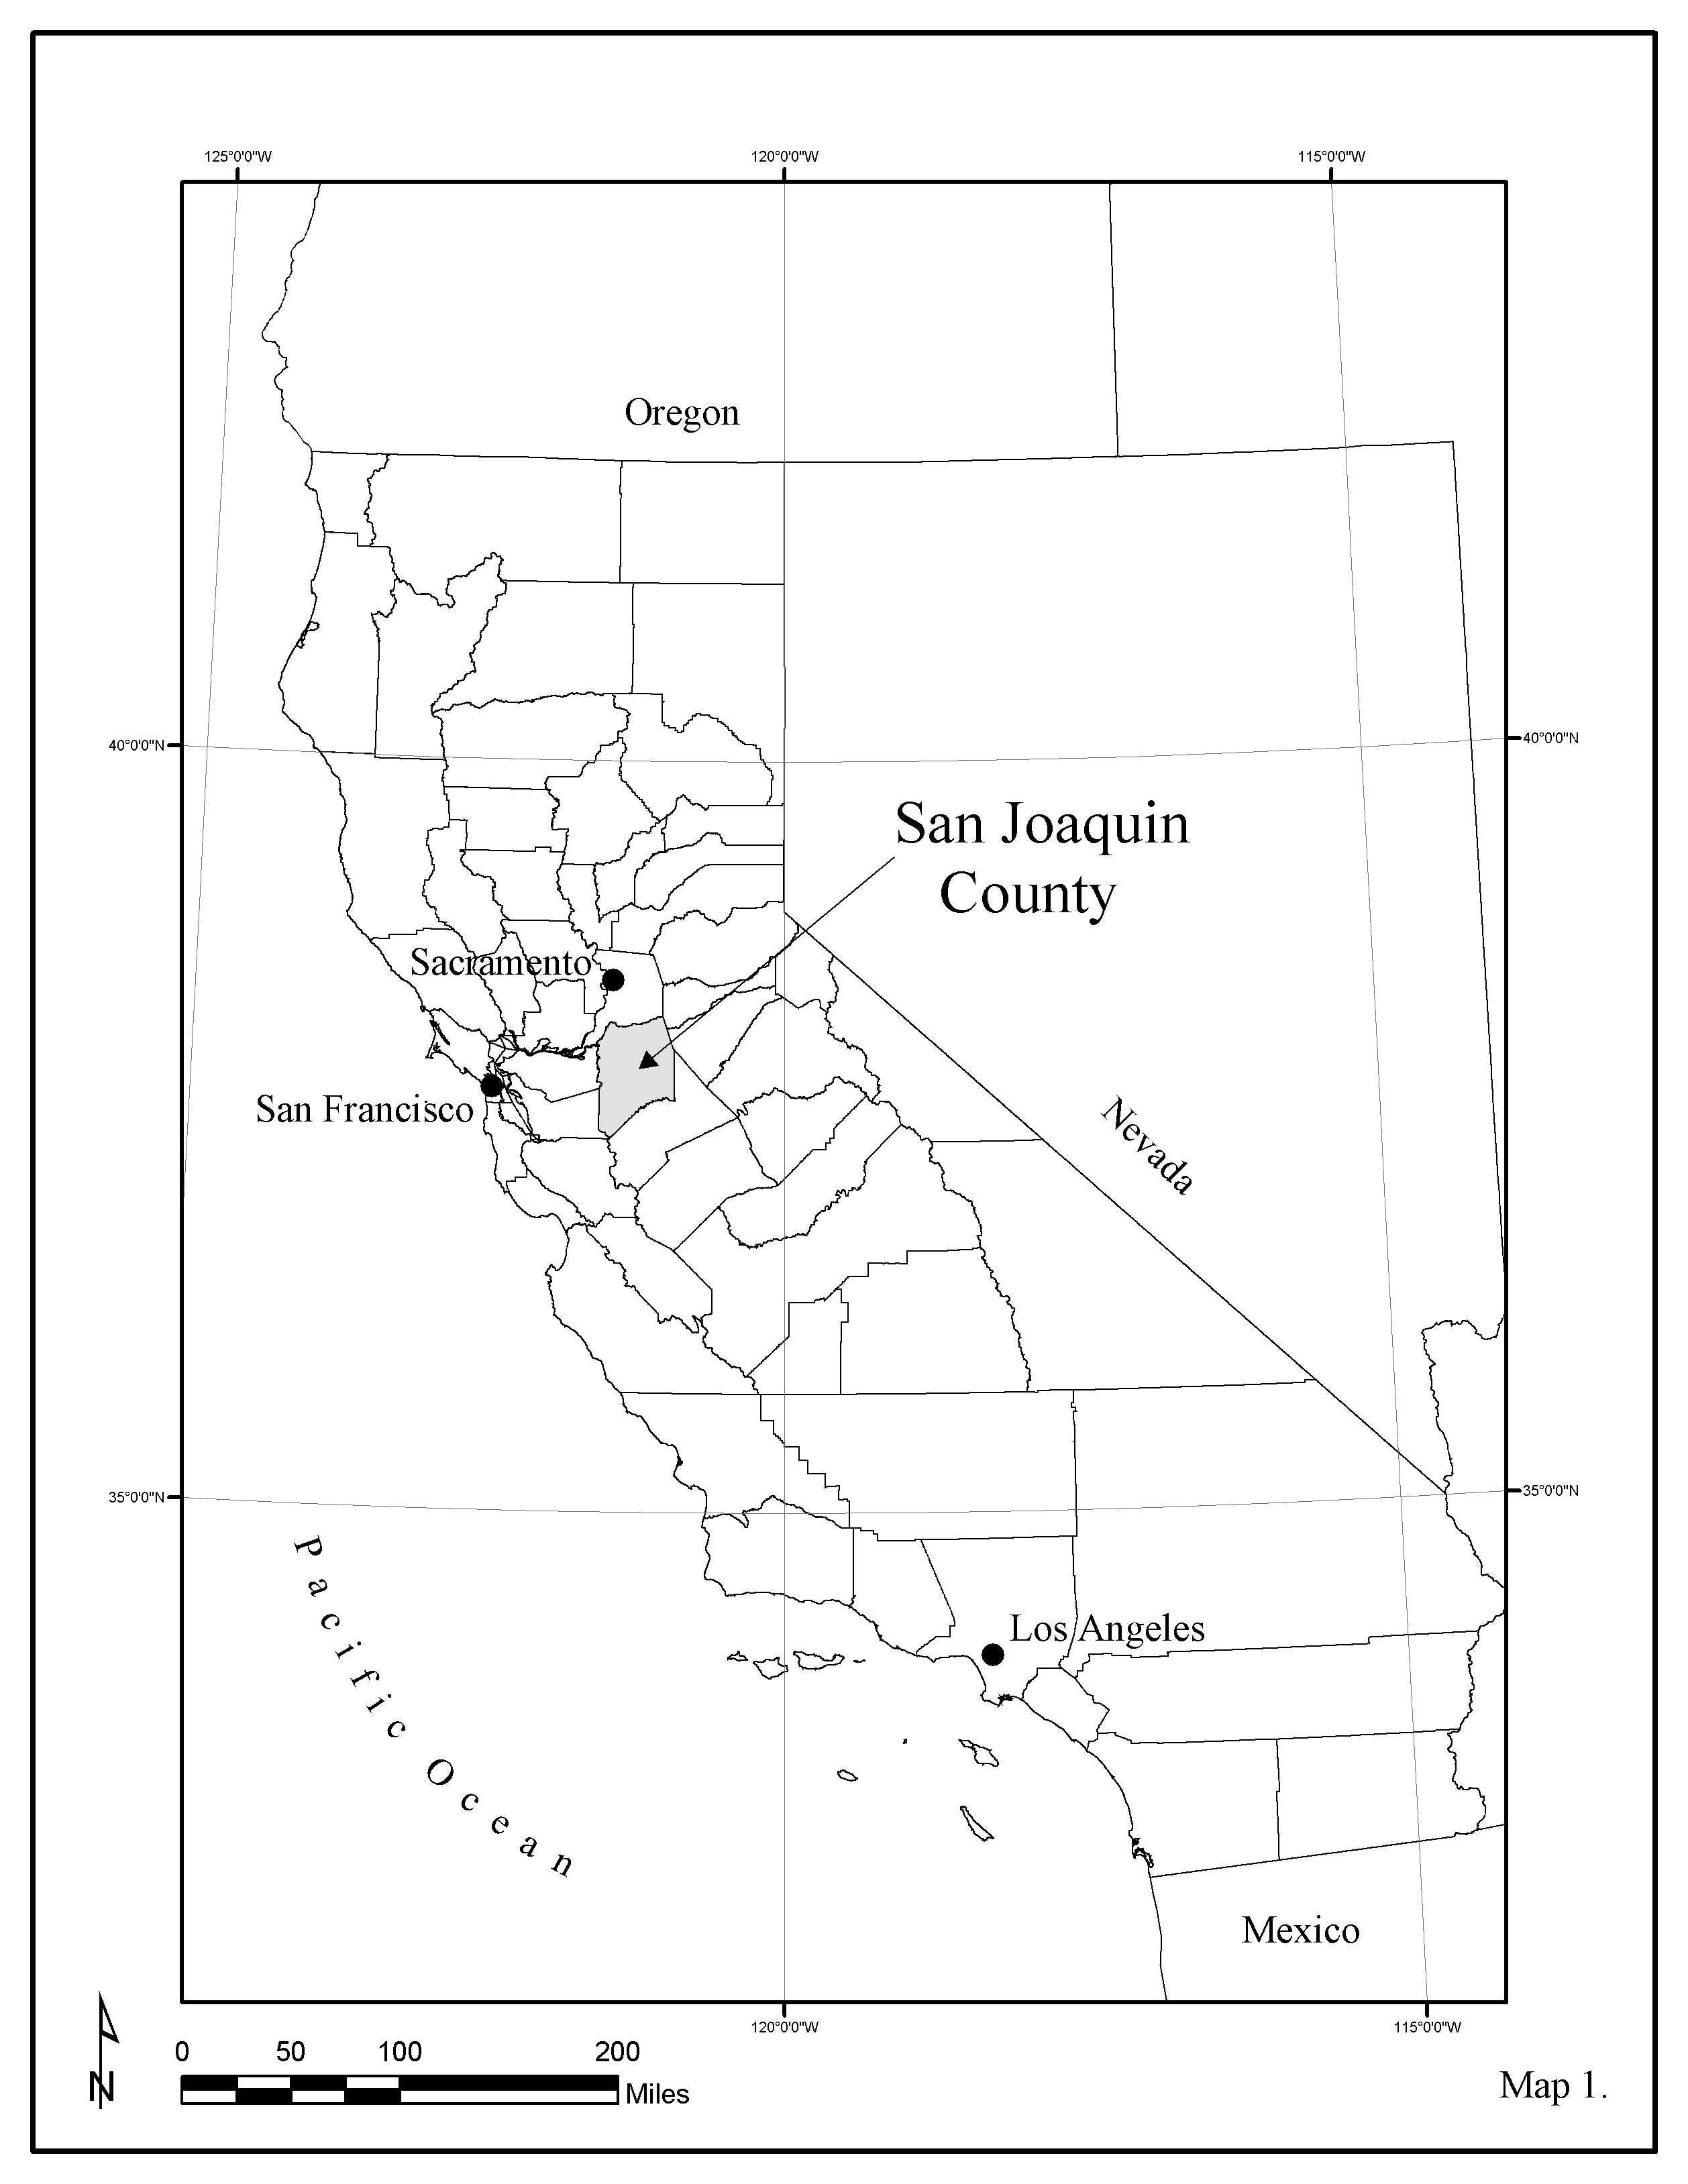 125°0'0"W
120°0'0"W
115°0'0"W
Oregon
40°0'0"N
40°0'0"N
San Joaquin
County
Sacramento
San Francisco
Nevada
35°0'0"N
35°0'0"N
Pacific Ocean
Los Angeles
Mexico
120°0'0"W
115°0'0"W
0 50 100 200
Miles
N
Map 1.